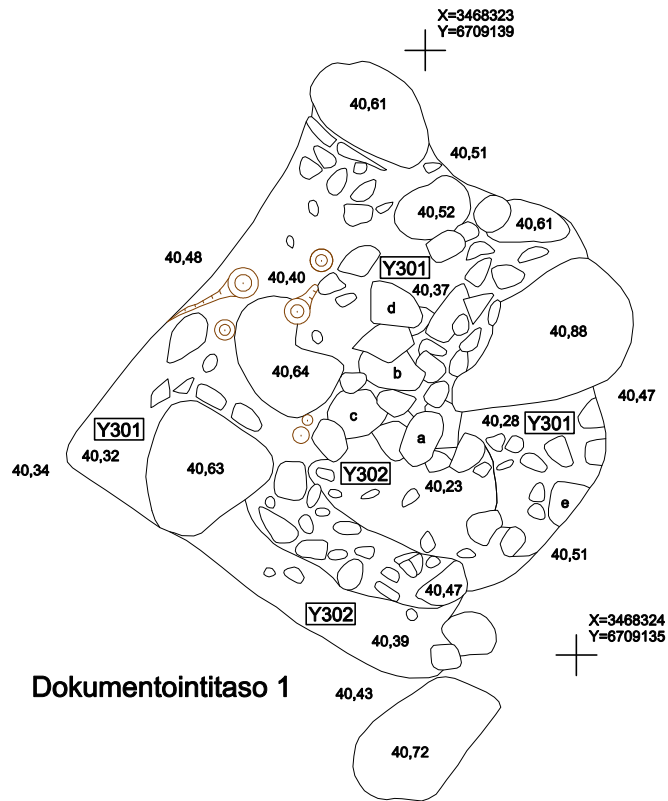 X=3468323
Y=6709139
40,61
40,51
40,52
40,61
40,48
40,40
Y301
40,37
d
40,88
40,64
b
40,47
c
40,28
Y301
Y301
a
40,34
40,32
40,63
Y302
40,23
e
40,51
40,47
X=3468324
Y=6709135
Y302
40,39
Dokumentointitaso 1
40,43
40,72